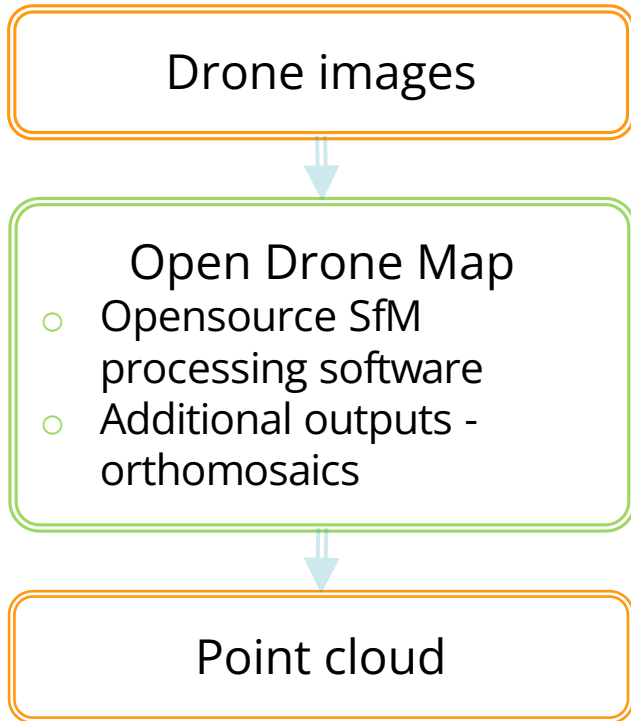 Drone images
Open Drone Map
○ Opensource SfM
processing software
○ Additional outputs -
orthomosaics
Point cloud